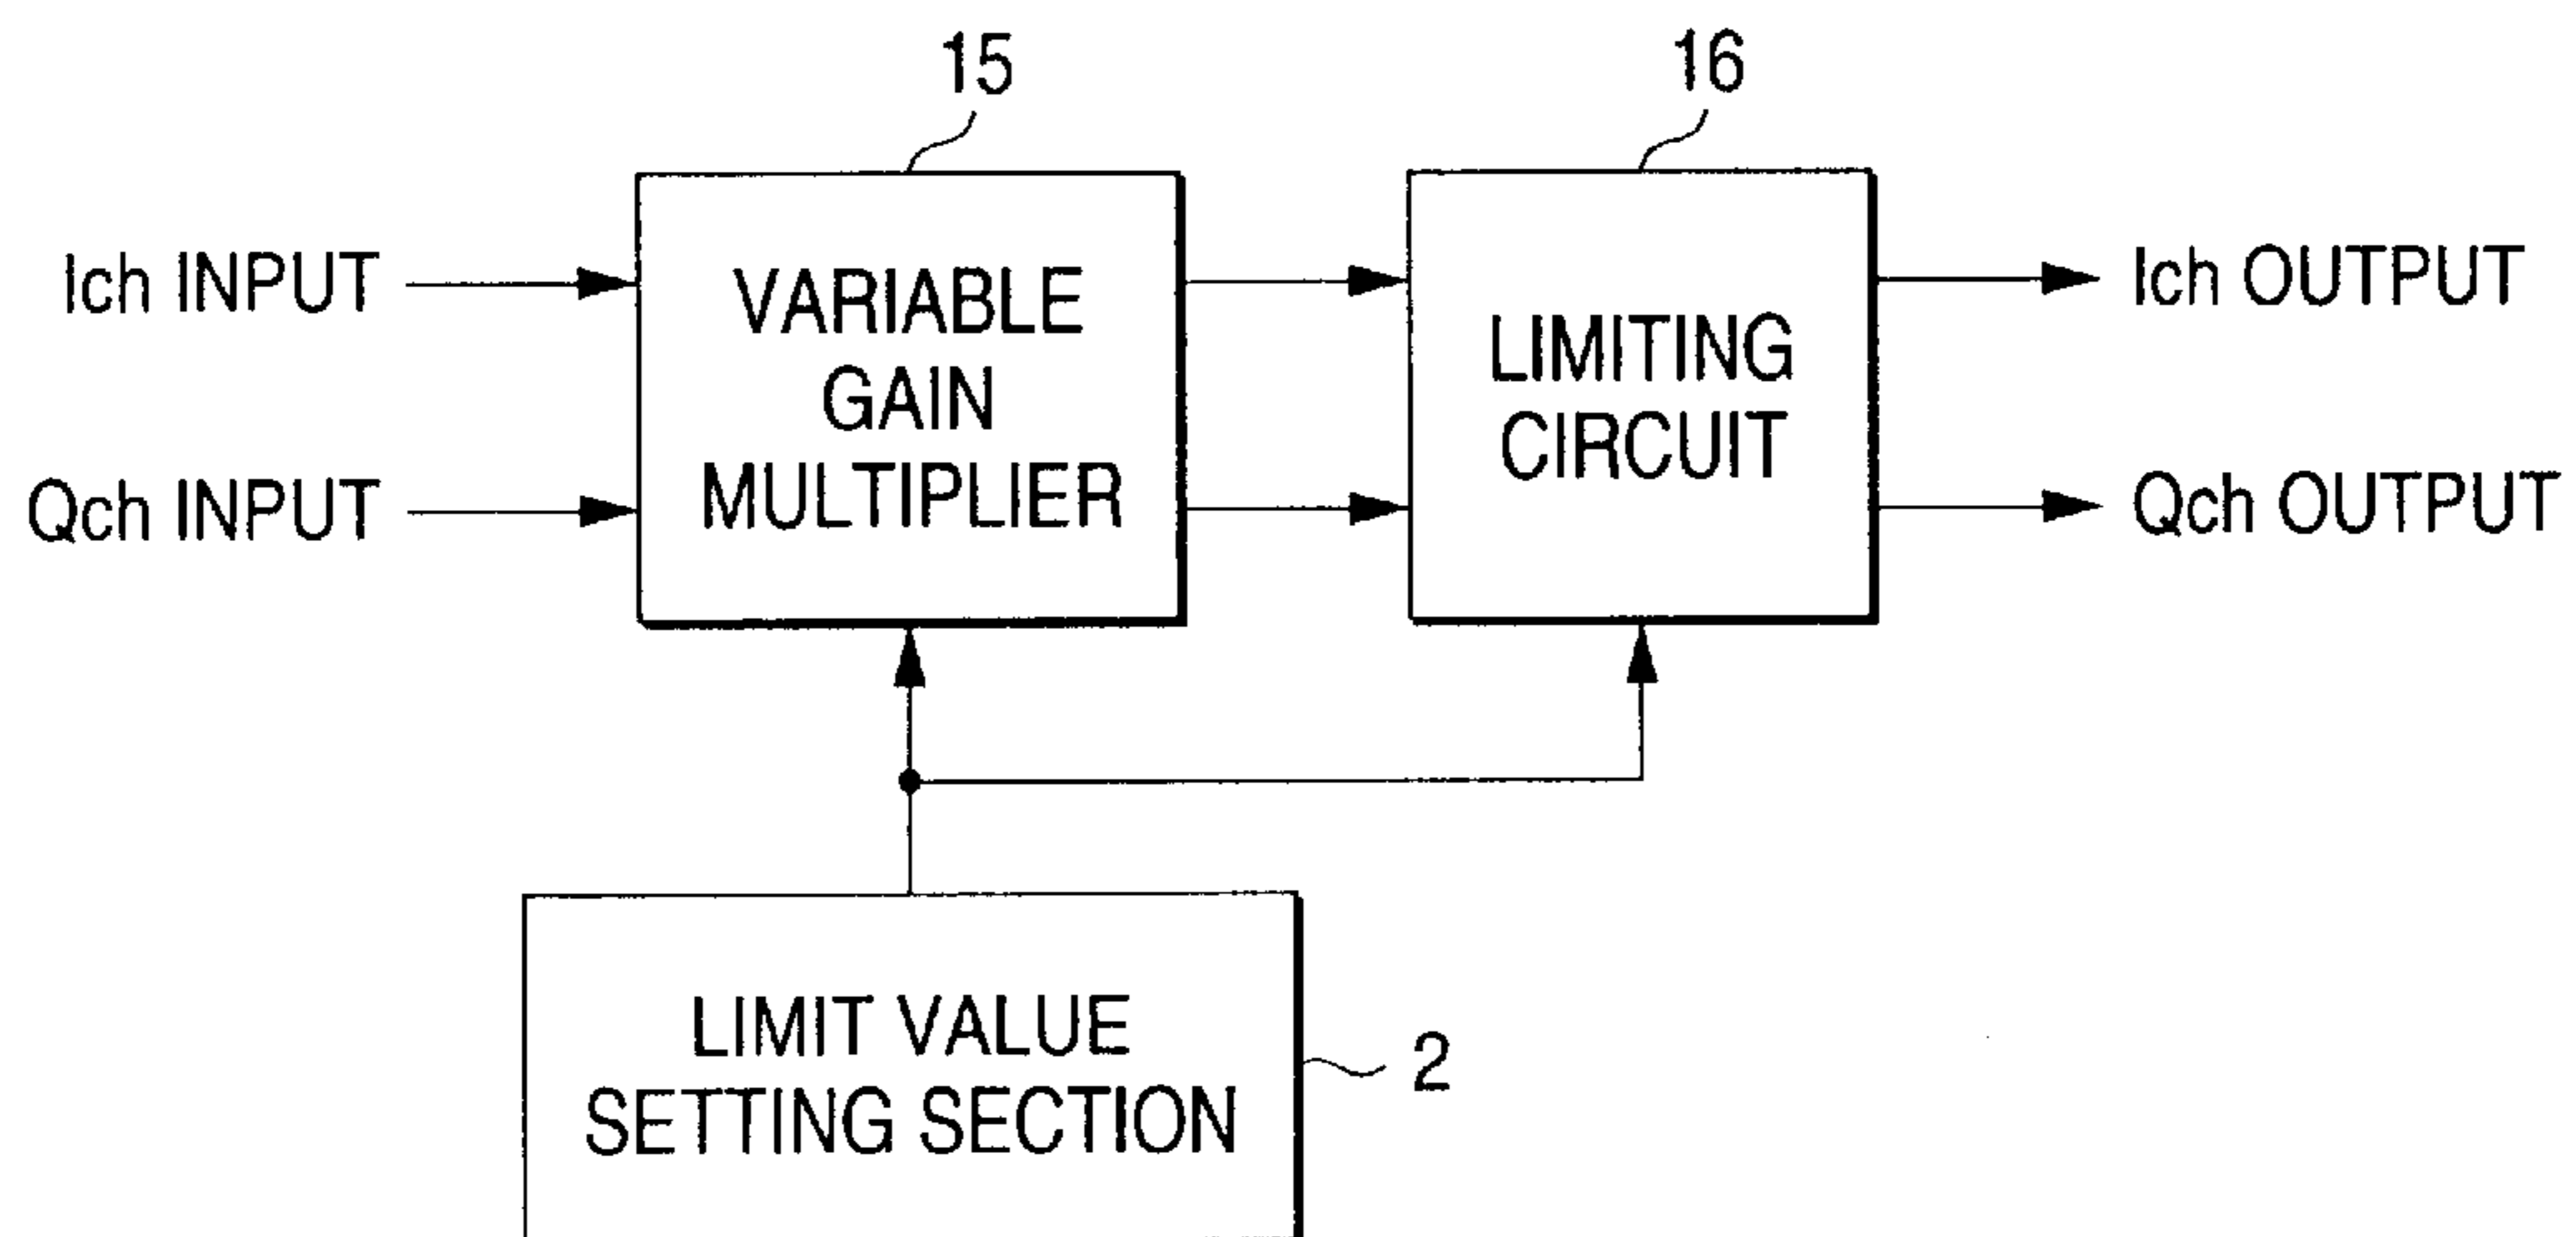 15
16
Ich INPUT
VARIABLE
GAIN
MULTIPLIER
LIMITING
CIRCUIT
Ich OUTPUT
Qch INPUT
Qch OUTPUT
LIMIT VALUE
SETTING SECTION
2